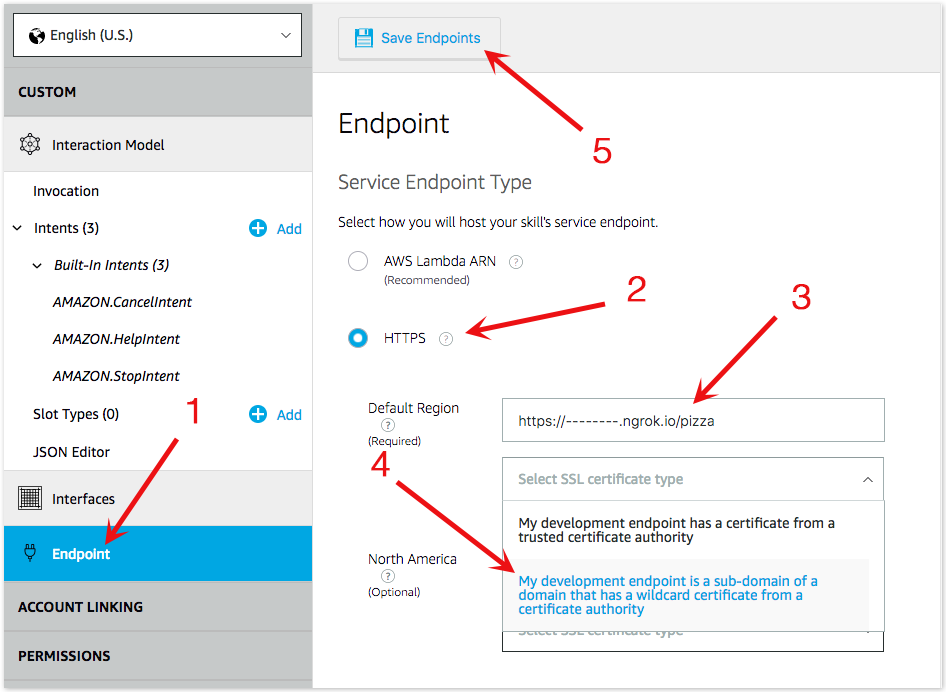 English (U.S.)
Save Endpoints
CUSTOM
Interaction Model
Invocation
Intents (3)
Add
Built-In Intents (3)
AMAZON.CancelIntent
AMAZON.HelpIntent
AMAZON.StopIntent
Slot Types (0)
Add
JSON Editor
Interfaces
Endpoint
ACCOUNT LINKING
PERMISSIONS
1
5
Endpoint
Service Endpoint Type
Select how you will host your skill's service endpoint.
AWS Lambda ARN ?
(Recommended)
2
HTTPS ?
3
Default Region
?
(Required)
https://--------.ngrok.io/pizza
4
Select SSL certificate type
My development endpoint has a certificate from a
trusted certificate authority
North America
?
(Optional)
My development endpoint is a sub-domain of a
domain that has a wildcard certificate from a
certificate authority
Select SSL certificate type